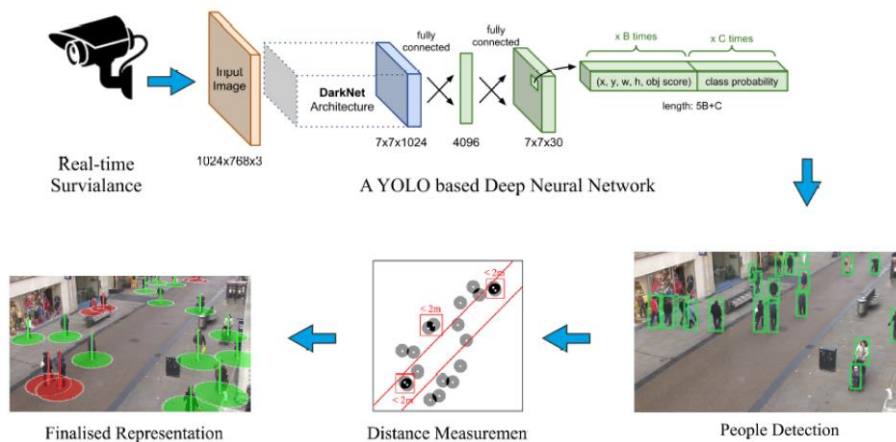 x B times
x C times
fully
connected
fully
connected
Input
Image
DarkNet
Architecture
(x, y, w, h, obj score)
class probability
length: 5B+C
7x7x1024
4096
7x7x30
1024x768x3
Real-time
Survialance
A YOLO based Deep Neural Network
< 2m
< 2m
< 2m
Finalised Representation
Distance Measuremen
People Detection